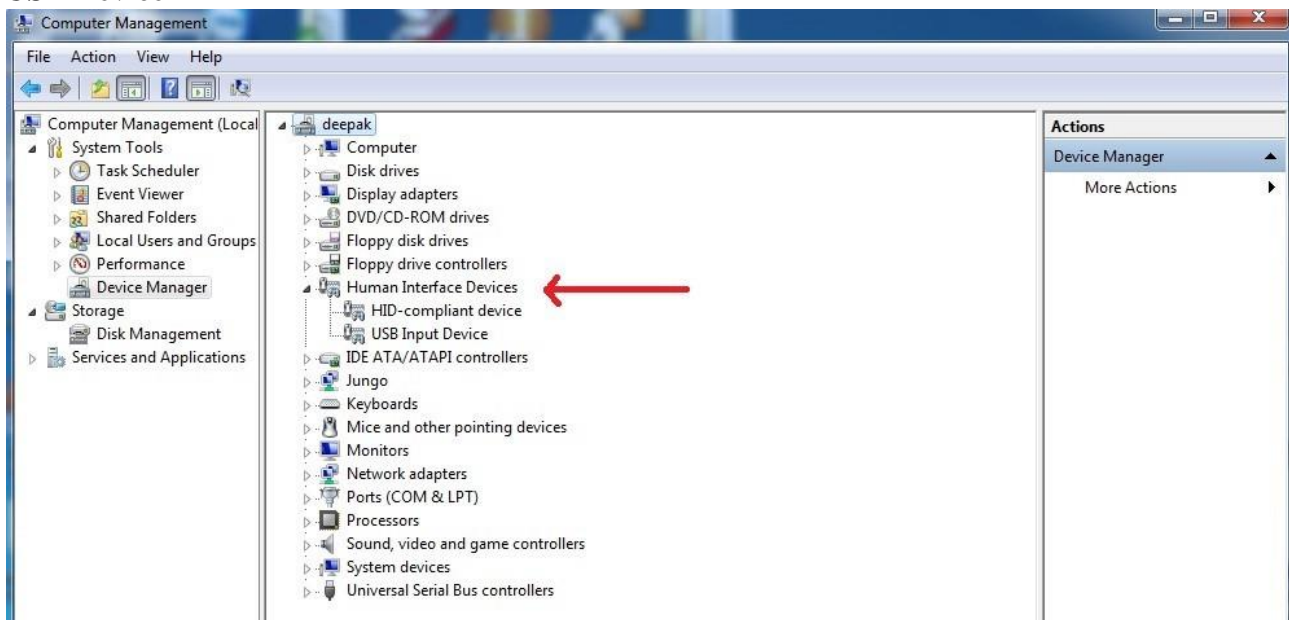 Computer Management
File Action View Help
Computer Management (Local
System Tools
Task Scheduler
Event Viewer
Shared Folders
Local Users and Groups
Performance
Device Manager
Storage
Disk Management
Services and Applications
deepak
Computer
Disk drives
Display adapters
DVD/CD-ROM drives
Floppy disk drives
Floppy drive controllers
Human Interface Devices
HID-compliant device
USB Input Device
IDE ATA/ATAPI controllers
Jungo
Keyboards
Mice and other pointing devices
Monitors
Network adapters
Ports (COM & LPT)
Processors
Sound, video and game controllers
System devices
Universal Serial Bus controllers
Actions
Device Manager
More Actions